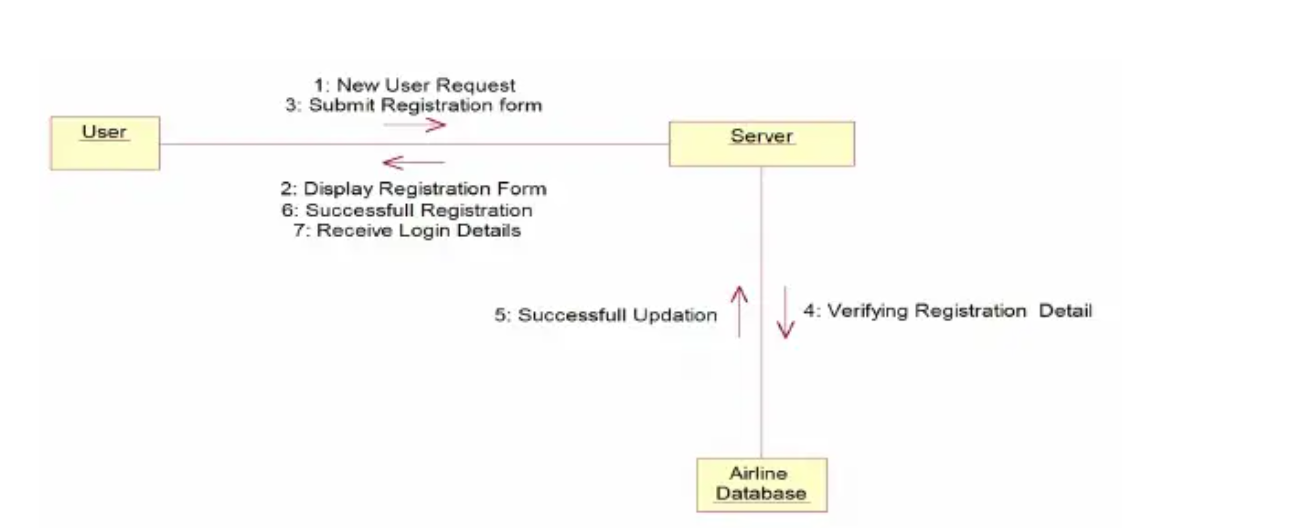 1: New User Request
3: Submit Registration form
User
Server
2: Display Registration Form
6: Successfull Registration
7: Receive Login Details
5: Successfull Updation
4: Verifying Registration Detail
Airline
Database